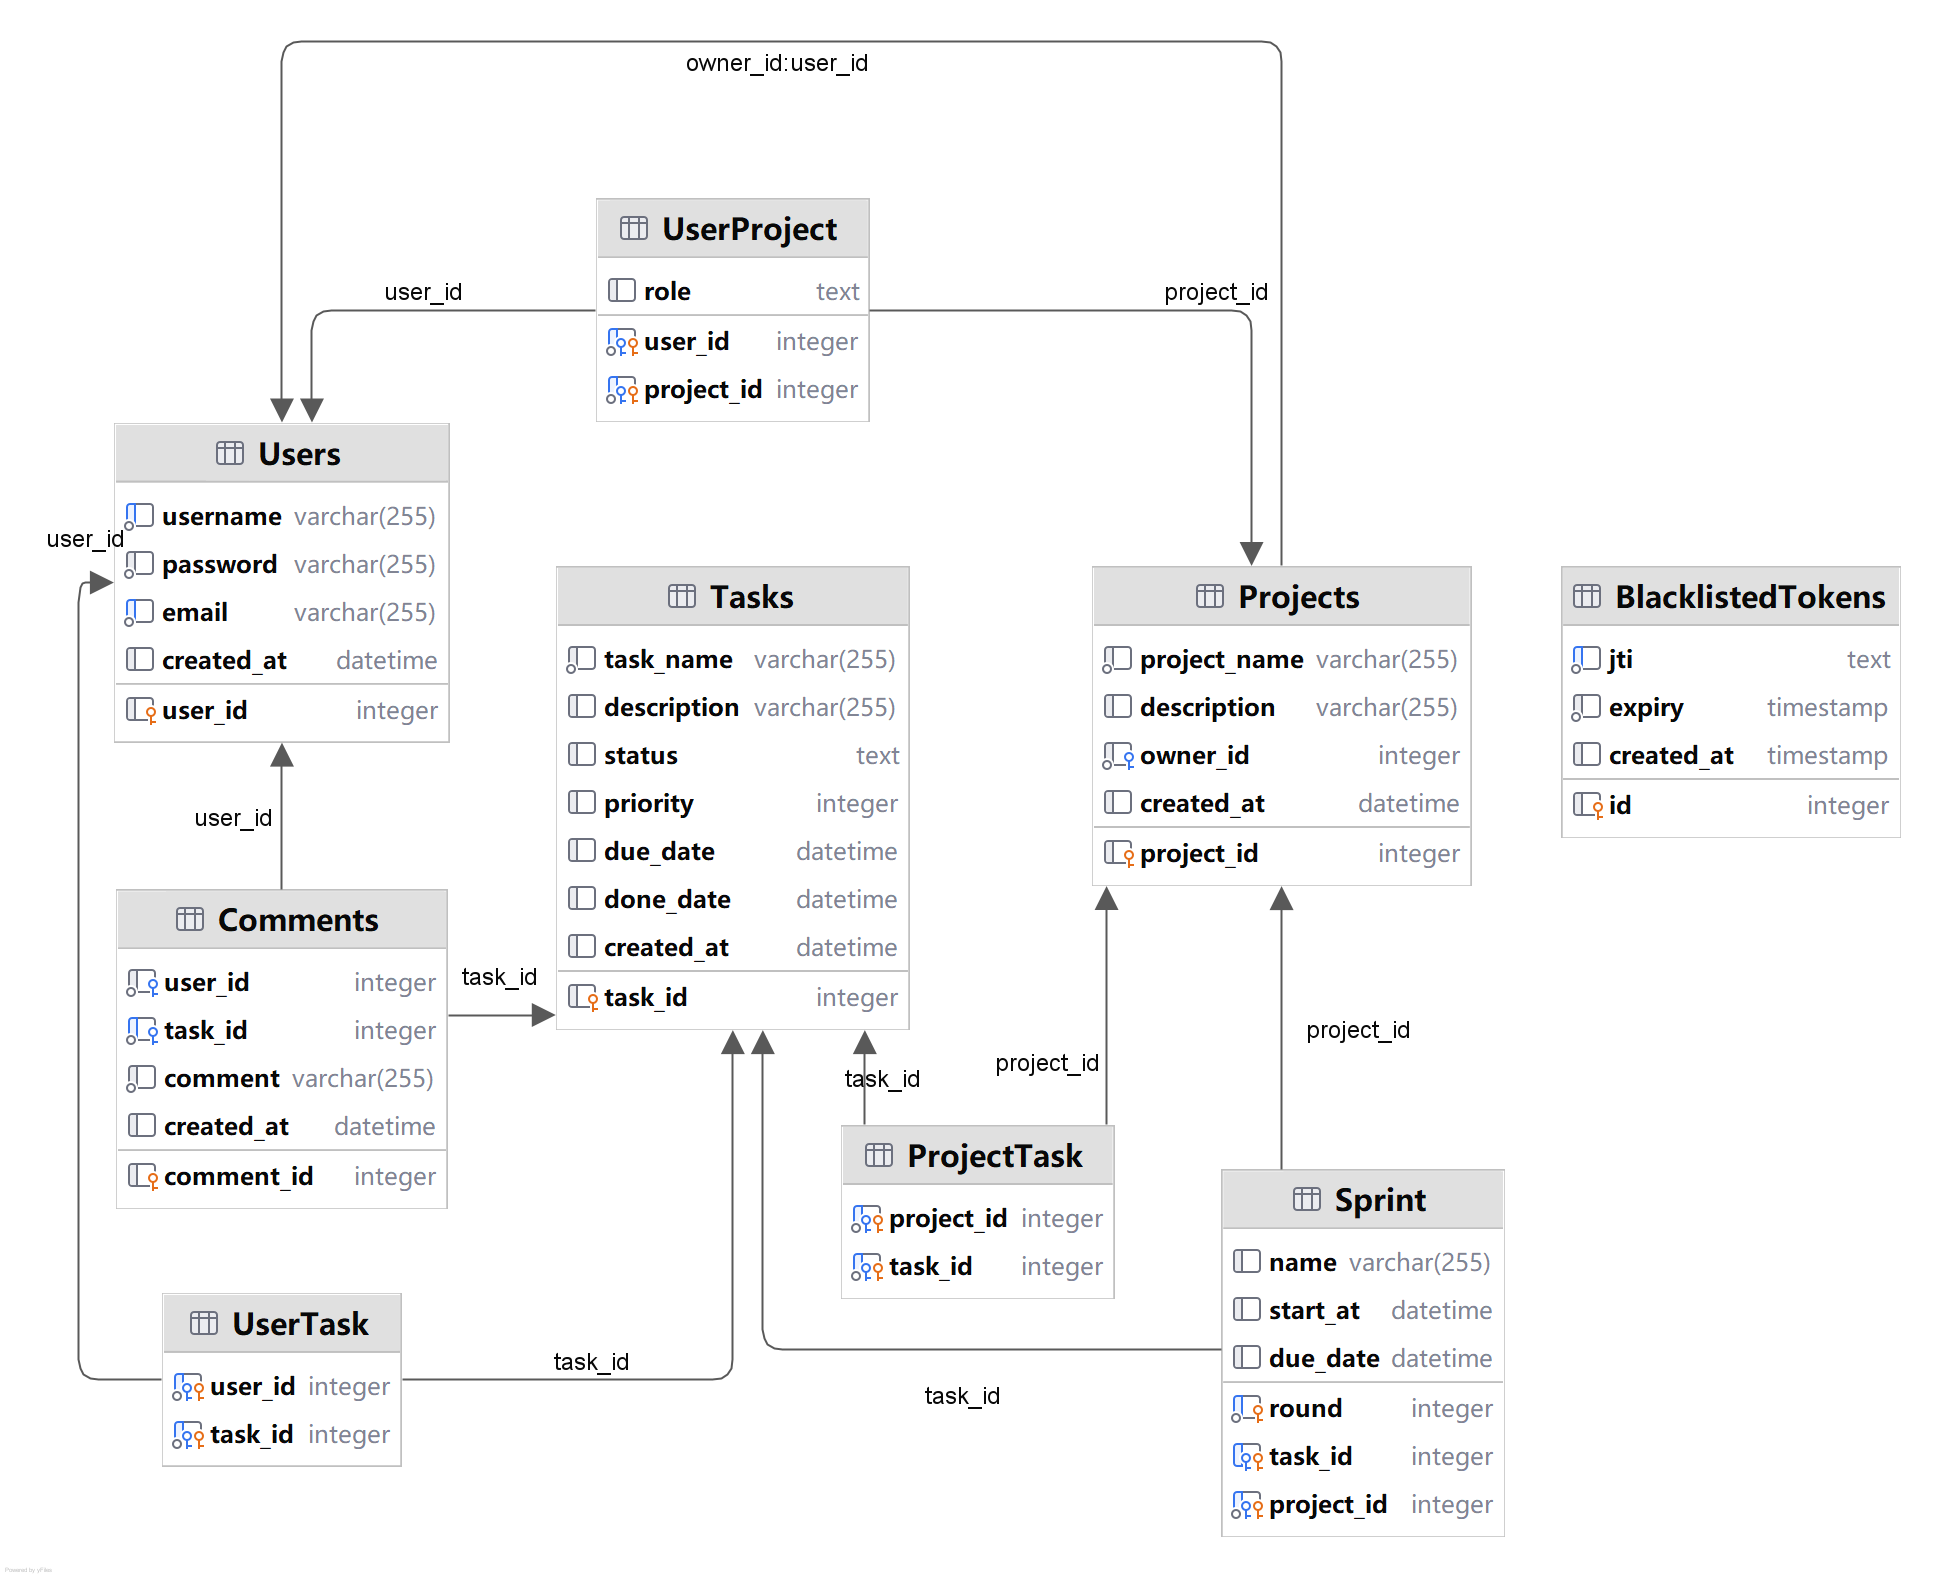 owner_id:user_id
UserProject
role text
user_id integer
project_id integer
user_id
project_id
Users
username varchar(255)
password varchar(255)
email varchar(255)
created_at datetime
user_id integer
user_id
Tasks
task_name varchar(255)
description varchar(255)
status text
priority integer
due_date datetime
done_date datetime
created_at datetime
task_id integer
Projects
project_name varchar(255)
description varchar(255)
owner_id integer
created_at datetime
project_id integer
BlacklistedTokens
jti text
expiry timestamp
created_at timestamp
id integer
user_id
Comments
user_id integer
task_id integer
comment varchar(255)
created_at datetime
comment_id integer
task_id
task_id
project_id
project_id
ProjectTask
project_id integer
task_id integer
Sprint
name varchar(255)
start_at datetime
due_date datetime
round integer
task_id integer
project_id integer
UserTask
user_id integer
task_id integer
task_id
task_id
Powered by yFiles